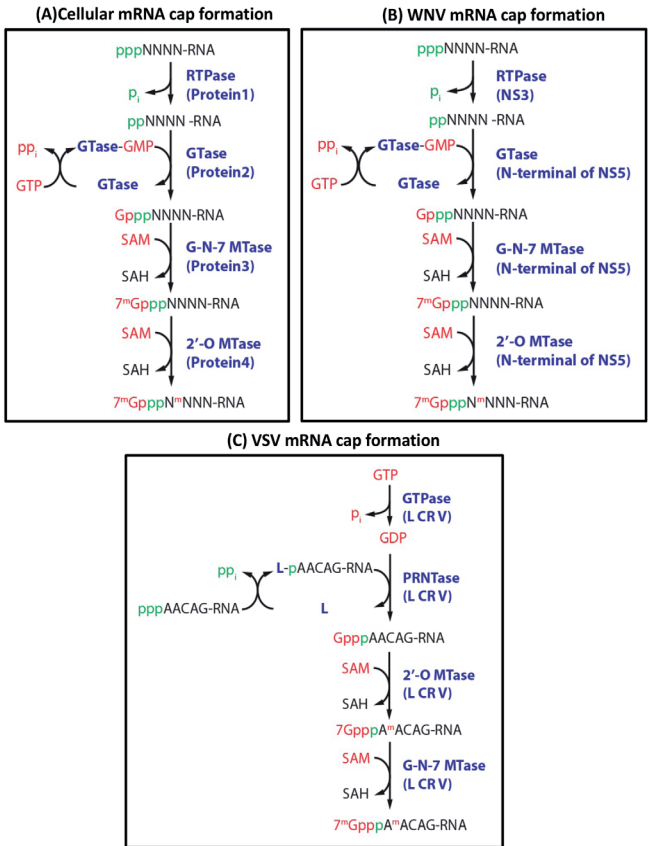 (A)Cellular mRNA cap formation
pppNNNN-RNA
RTPase
(Protein1)
pi
ppNNNN -RNA
ppi
GTase-GMP
GTase
(Protein2)
GTP
GTase
GpppNNNN-RNA
SAM
G-N-7 MTase
(Protein3)
SAH
7mGpppNNNN-RNA
SAM
2'-O MTase
(Protein4)
SAH
7mGpppNmNNN-RNA
(B) WNV mRNA cap formation
pppNNNN-RNA
RTPase
(NS3)
pi
ppNNNN -RNA
ppi
GTase-GMP
GTase
(N-terminal of NS5)
GTP
GTase
GpppNNNN-RNA
SAM
G-N-7 MTase
(N-terminal of NS5)
SAH
7mGpppNNNN-RNA
SAM
2'-O MTase
(N-terminal of NS5)
SAH
7mGpppNmNNN-RNA
(C) VSV mRNA cap formation
GTP
GTPase
(L CR V)
pi
GDP
ppi
L-pAACAG-RNA
PRNTase
(L CR V)
pppAACAG-RNA
L
GpppAACAG-RNA
SAM
2'-O MTase
(L CR V)
SAH
7GpppAmACAG-RNA
SAM
G-N-7 MTase
(L CR V)
SAH
7mGpppAmACAG-RNA